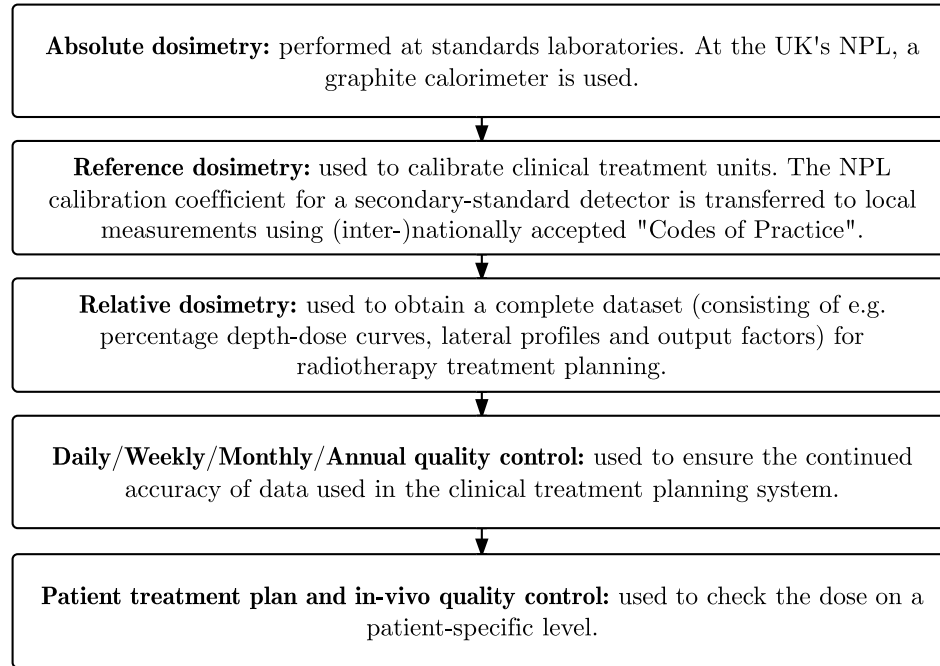 Absolute dosimetry: performed at standards laboratories. At the UK's NPL, a
graphite calorimeter is used.
Reference dosimetry: used to calibrate clinical treatment units. The NPL
calibration coefficient for a secondary-standard detector is transferred to local
measurements using (inter-)nationally accepted "Codes of Practice".
Relative dosimetry: used to obtain a complete dataset (consisting of e.g.
percentage depth-dose curves, lateral profiles and output factors) for
radiotherapy treatment planning.
Daily/Weekly/Monthly/Annual quality control: used to ensure the continued
accuracy of data used in the clinical treatment planning system.
Patient treatment plan and in-vivo quality control: used to check the dose on a
patient-specific level.